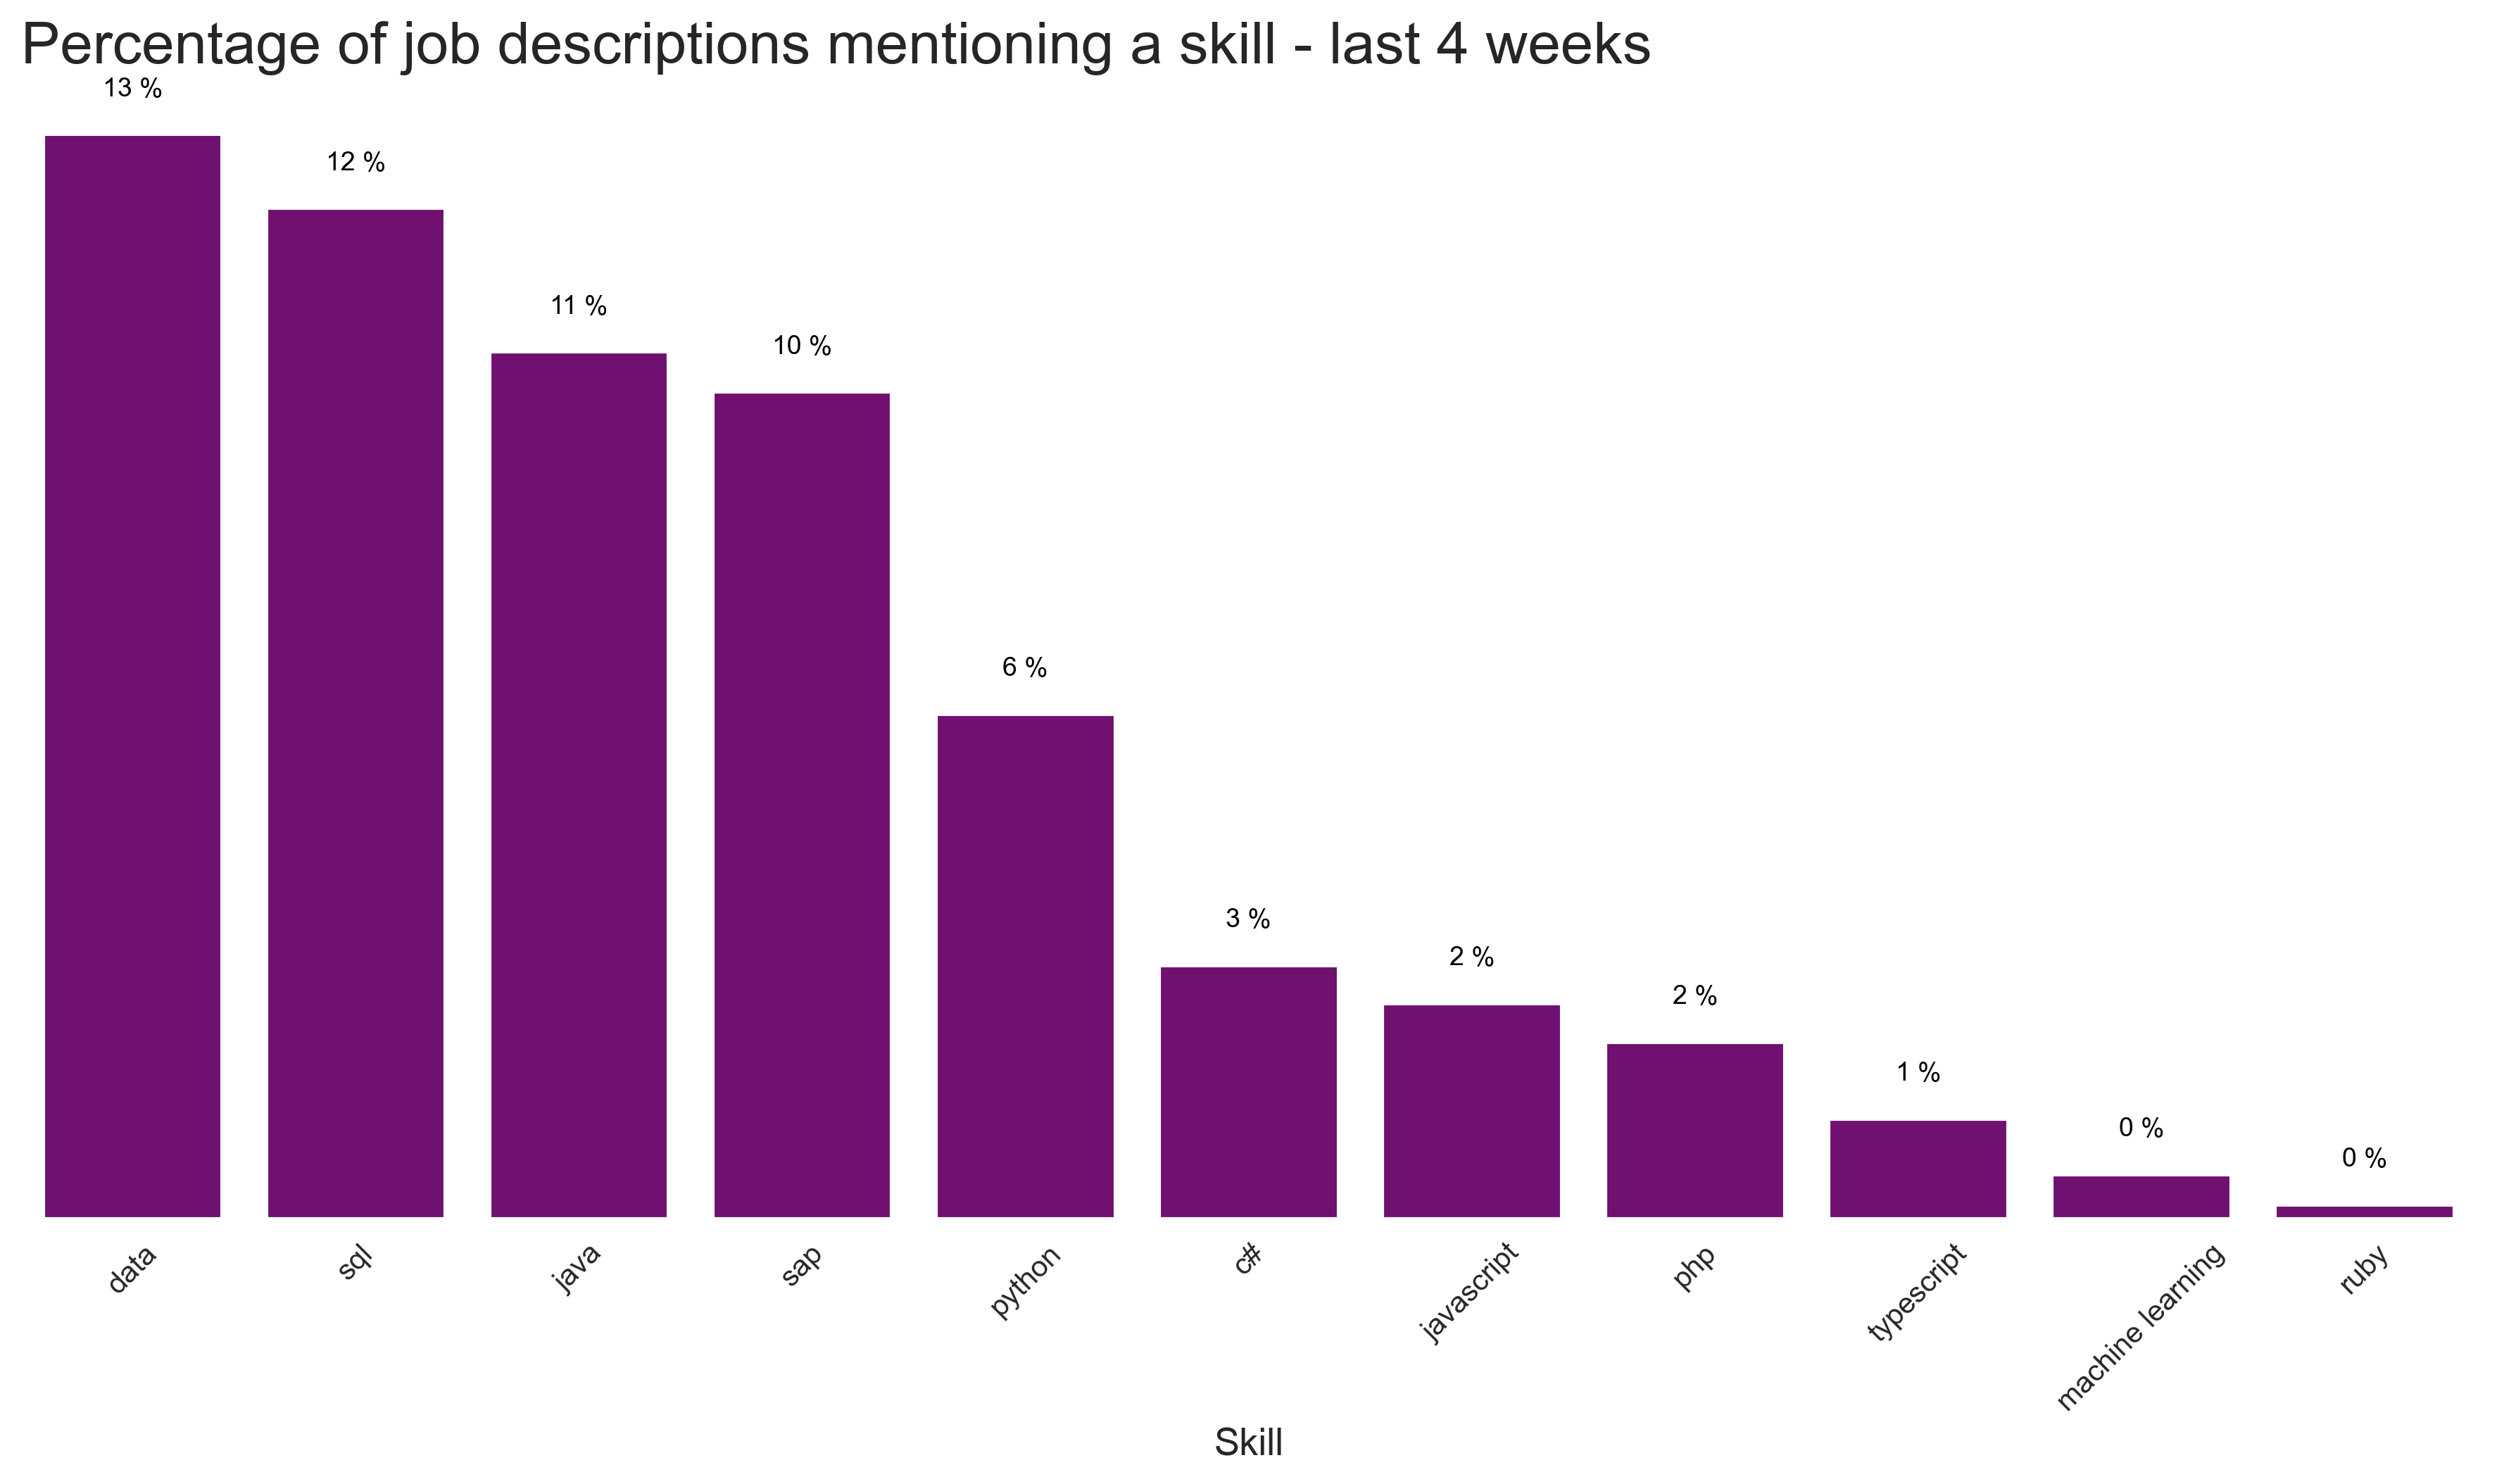 Percentage of job descriptions mentioning a skill - last 4 weeks
13 %
12 %
11 %
10 %
6 %
3 %
2 %
2 %
1 %
0 %
0 %
data
sql
java
sap
python
c#
javascript
php
typescript
machine learning
ruby
Skill